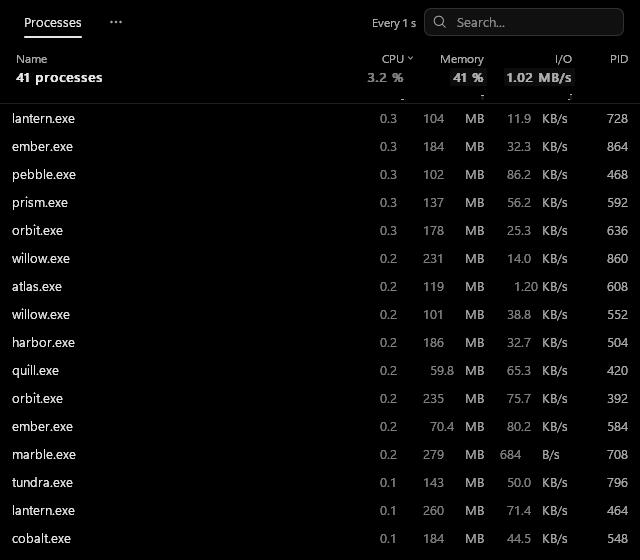 Processes ··· Every 1 s Search...
Name CPU Memory I/O PID
41 processes 3.2 % 41 % 1.02 MB/s
lantern.exe 0.3 104 MB 11.9 KB/s 728
ember.exe 0.3 184 MB 32.3 KB/s 864
pebble.exe 0.3 102 MB 86.2 KB/s 468
prism.exe 0.3 137 MB 56.2 KB/s 592
orbit.exe 0.3 178 MB 25.3 KB/s 636
willow.exe 0.2 231 MB 14.0 KB/s 860
atlas.exe 0.2 119 MB 1.20 KB/s 608
willow.exe 0.2 101 MB 38.8 KB/s 552
harbor.exe 0.2 186 MB 32.7 KB/s 504
quill.exe 0.2 59.8 MB 65.3 KB/s 420
orbit.exe 0.2 235 MB 75.7 KB/s 392
ember.exe 0.2 70.4 MB 80.2 KB/s 584
marble.exe 0.2 279 MB 684 B/s 708
tundra.exe 0.1 143 MB 50.0 KB/s 796
lantern.exe 0.1 260 MB 71.4 KB/s 464
cobalt.exe 0.1 184 MB 44.5 KB/s 548